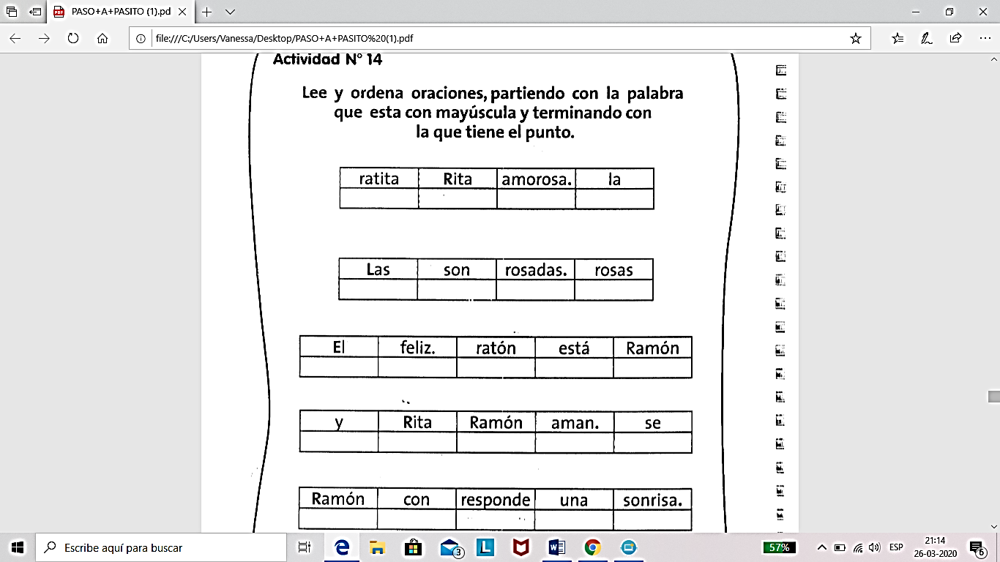 PASO+A+PASITO (1).pd
file:///C:/Users/Vanessa/Desktop/PASO+A+PASITO%20(1).pdf
Actividad N° 14
Lee y ordena oraciones, partiendo con la palabra
que esta con mayúscula y terminando con
la que tiene el punto.
ratita Rita amorosa. la
Las son rosadas. rosas
El feliz. ratón está Ramón
y Rita Ramón aman. se
Ramón con responde una sonrisa.
Escribe aquí para buscar
3
57%
ESP
21:14
26-03-2020
6